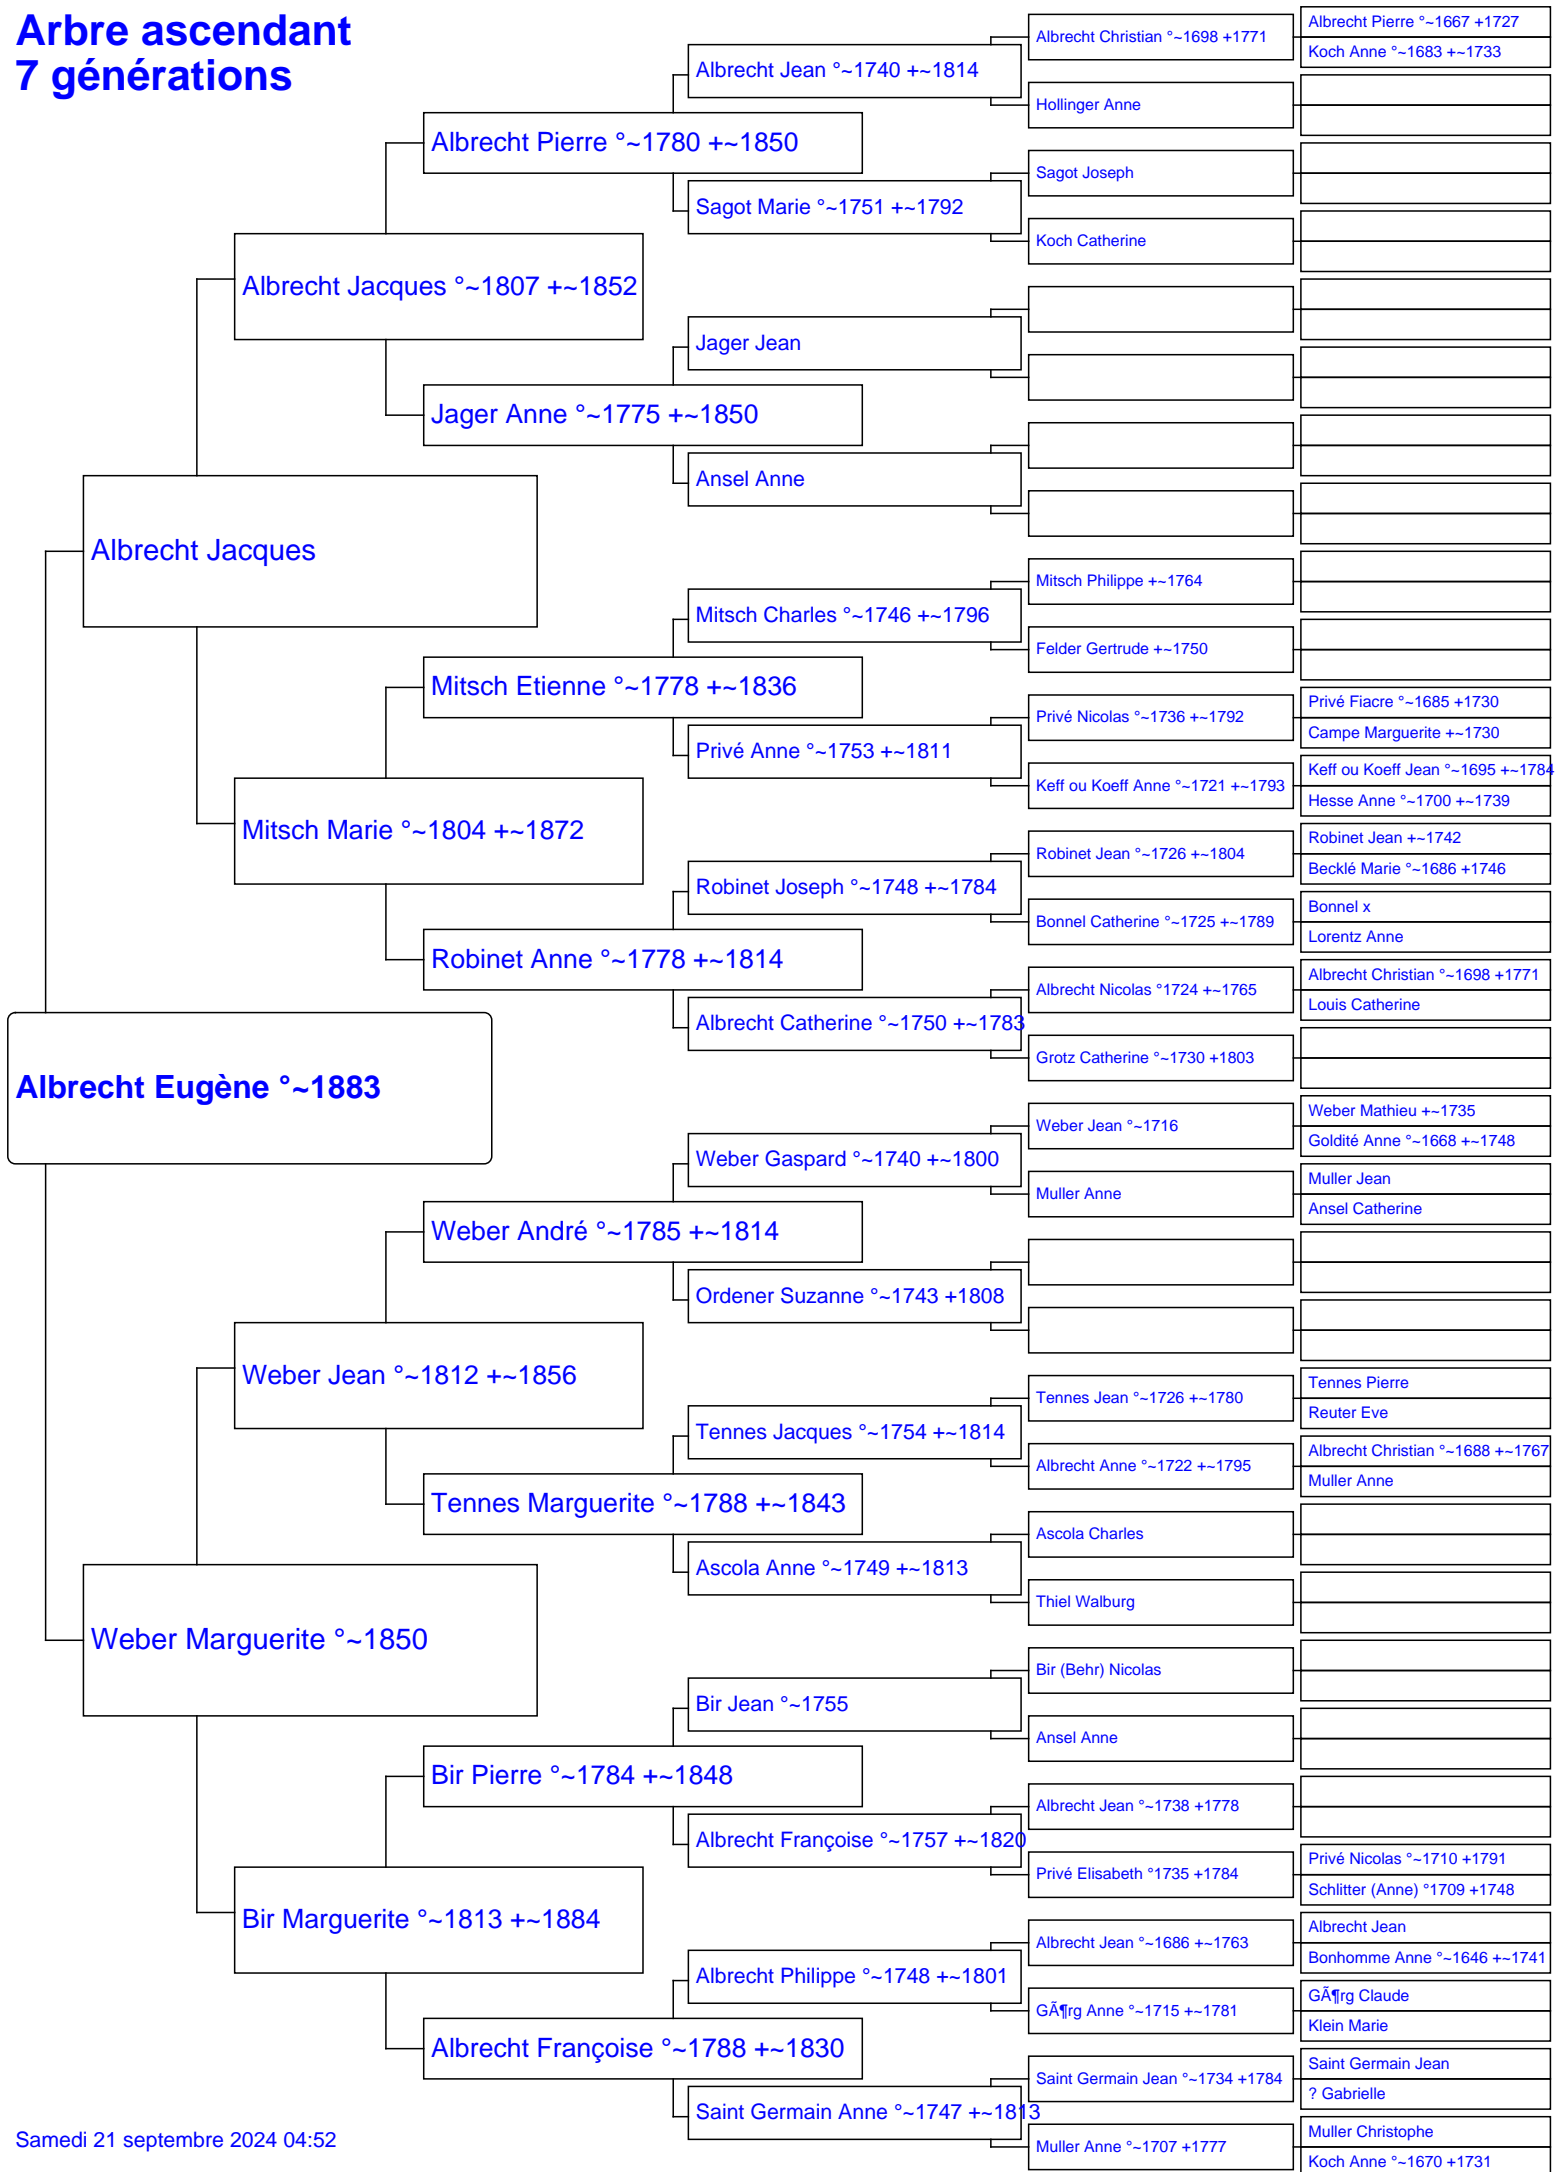 Arbre ascendant
7 générations
Albrecht Eugène °~1883
Albrecht Jacques
Weber Marguerite °~1850
Albrecht Jacques °~1807 +~1852
Mitsch Marie °~1804 +~1872
Weber Jean °~1812 +~1856
Bir Marguerite °~1813 +~1884
Albrecht Pierre °~1780 +~1850
Jager Anne °~1775 +~1850
Mitsch Etienne °~1778 +~1836
Robinet Anne °~1778 +~1814
Weber André °~1785 +~1814
Tennes Marguerite °~1788 +~1843
Bir Pierre °~1784 +~1848
Albrecht Françoise °~1788 +~1830
Albrecht Jean °~1740 +~1814
Sagot Marie °~1751 +~1792
Jager Jean
Ansel Anne
Mitsch Charles °~1746 +~1796
Privé Anne °~1753 +~1811
Robinet Joseph °~1748 +~1784
Albrecht Catherine °~1750 +~1783
Weber Gaspard °~1740 +~1800
Ordener Suzanne °~1743 +1808
Tennes Jacques °~1754 +~1814
Ascola Anne °~1749 +~1813
Bir Jean °~1755
Albrecht Françoise °~1757 +~1820
Albrecht Philippe °~1748 +~1801
Saint Germain Anne °~1747 +~1813
Albrecht Christian °~1698 +1771
Hollinger Anne
Sagot Joseph
Koch Catherine
Mitsch Philippe +~1764
Felder Gertrude +~1750
Privé Nicolas °~1736 +~1792
Keff ou Koeff Anne °~1721 +~1793
Robinet Jean °~1726 +~1804
Bonnel Catherine °~1725 +~1789
Albrecht Nicolas °1724 +~1765
Grotz Catherine °~1730 +1803
Weber Jean °~1716
Muller Anne
Tennes Jean °~1726 +~1780
Albrecht Anne °~1722 +~1795
Ascola Charles
Thiel Walburg
Bir (Behr) Nicolas
Ansel Anne
Albrecht Jean °~1738 +1778
Privé Elisabeth °1735 +1784
Albrecht Jean °~1686 +~1763
GÃ¶rg Anne °~1715 +~1781
Saint Germain Jean °~1734 +1784
Muller Anne °~1707 +1777
Albrecht Pierre °~1667 +1727
Koch Anne °~1683 +~1733
Privé Fiacre °~1685 +1730
Campe Marguerite +~1730
Keff ou Koeff Jean °~1695 +~1784
Hesse Anne °~1700 +~1739
Robinet Jean +~1742
Becklé Marie °~1686 +1746
Bonnel x
Lorentz Anne
Albrecht Christian °~1698 +1771
Louis Catherine
Weber Mathieu +~1735
Goldité Anne °~1668 +~1748
Muller Jean
Ansel Catherine
Tennes Pierre
Reuter Eve
Albrecht Christian °~1688 +~1767
Muller Anne
Privé Nicolas °~1710 +1791
Schlitter (Anne) °1709 +1748
Albrecht Jean
Bonhomme Anne °~1646 +~1741
GÃ¶rg Claude
Klein Marie
Saint Germain Jean
? Gabrielle
Muller Christophe
Koch Anne °~1670 +1731
Samedi 21 septembre 2024 04:52